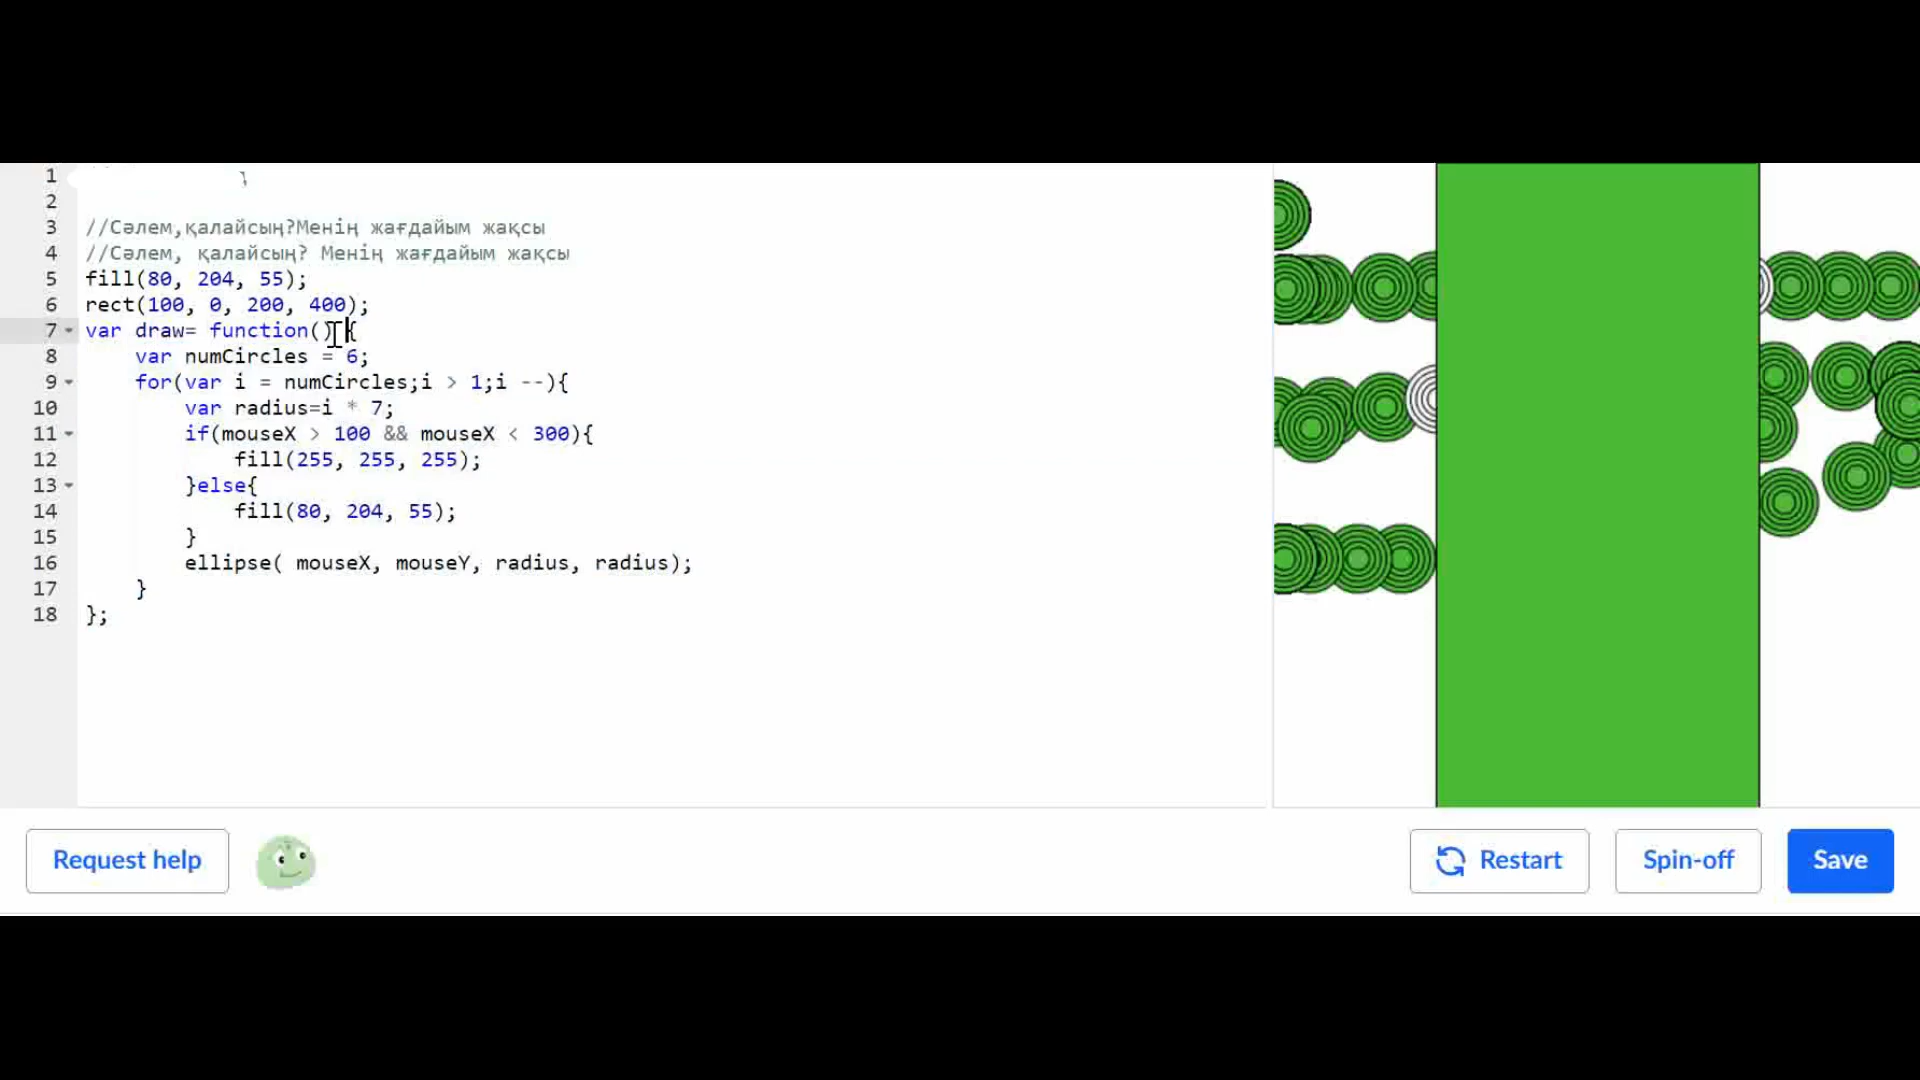 1
2
3 //Сәлем,қалайсың?Менің жағдайым жақсы
4 //Сәлем, қалайсың? Менің жағдайым жақсы
5 fill(80, 204, 55);
6 rect(100, 0, 200, 400);
7 var draw= function() {
8 var numCircles = 6;
9 for(var i = numCircles;i > 1;i --){
10 var radius=i * 7;
11 if(mouseX > 100 && mouseX < 300){
12 fill(255, 255, 255);
13 }else{
14 fill(80, 204, 55);
15 }
16 ellipse( mouseX, mouseY, radius, radius);
17 }
18 };
Request help
Restart
Spin-off
Save